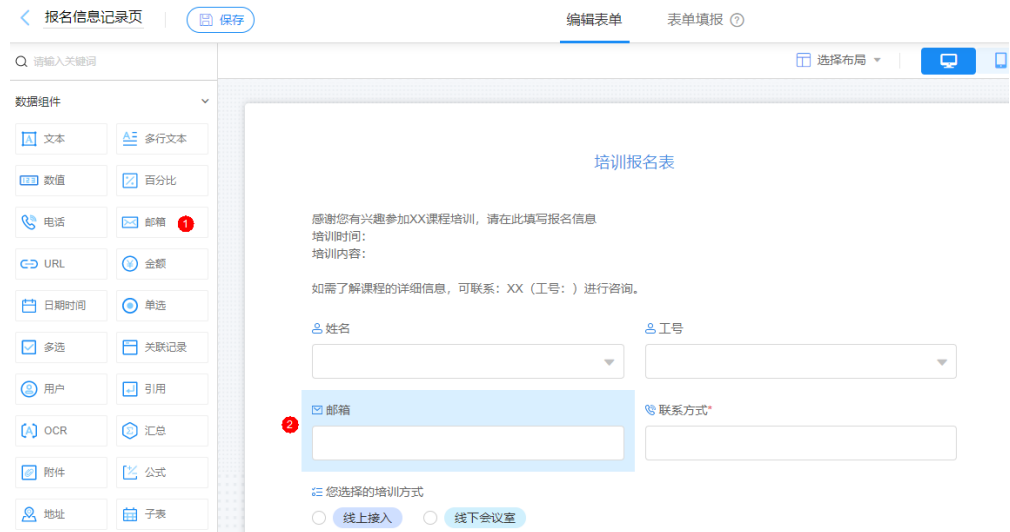 报名信息记录页
保存
编辑表单
表单填报
请输入关键词
选择布局
数据组件
文本
多行文本
数值
百分比
电话
邮箱
1
URL
金额
日期时间
单选
多选
关联记录
用户
引用
OCR
汇总
附件
公式
地址
子表
培训报名表
感谢您有兴趣参加XX课程培训，请在此填写报名信息
培训时间：
培训内容：
如需了解课程的详细信息，可联系：XX（工号：）进行咨询。
姓名
工号
2
邮箱
联系方式*
您选择的培训方式
线上接入
线下会议室